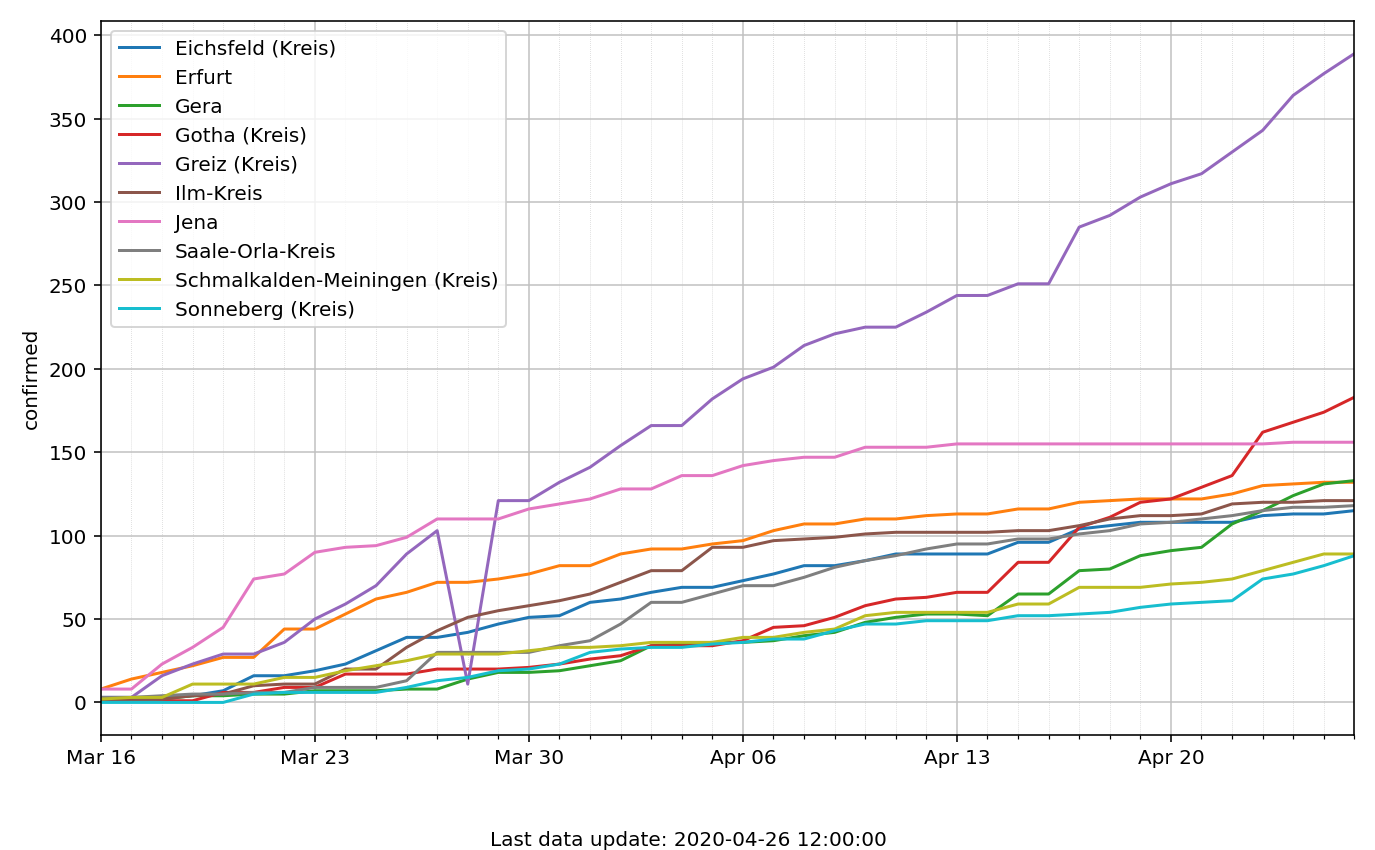 400
350
300
250
200
150
100
50
0
confirmed
Eichsfeld (Kreis)
Erfurt
Gera
Gotha (Kreis)
Greiz (Kreis)
Ilm-Kreis
Jena
Saale-Orla-Kreis
Schmalkalden-Meiningen (Kreis)
Sonneberg (Kreis)
Mar 16 Mar 23 Mar 30 Apr 06 Apr 13 Apr 20
Last data update: 2020-04-26 12:00:00